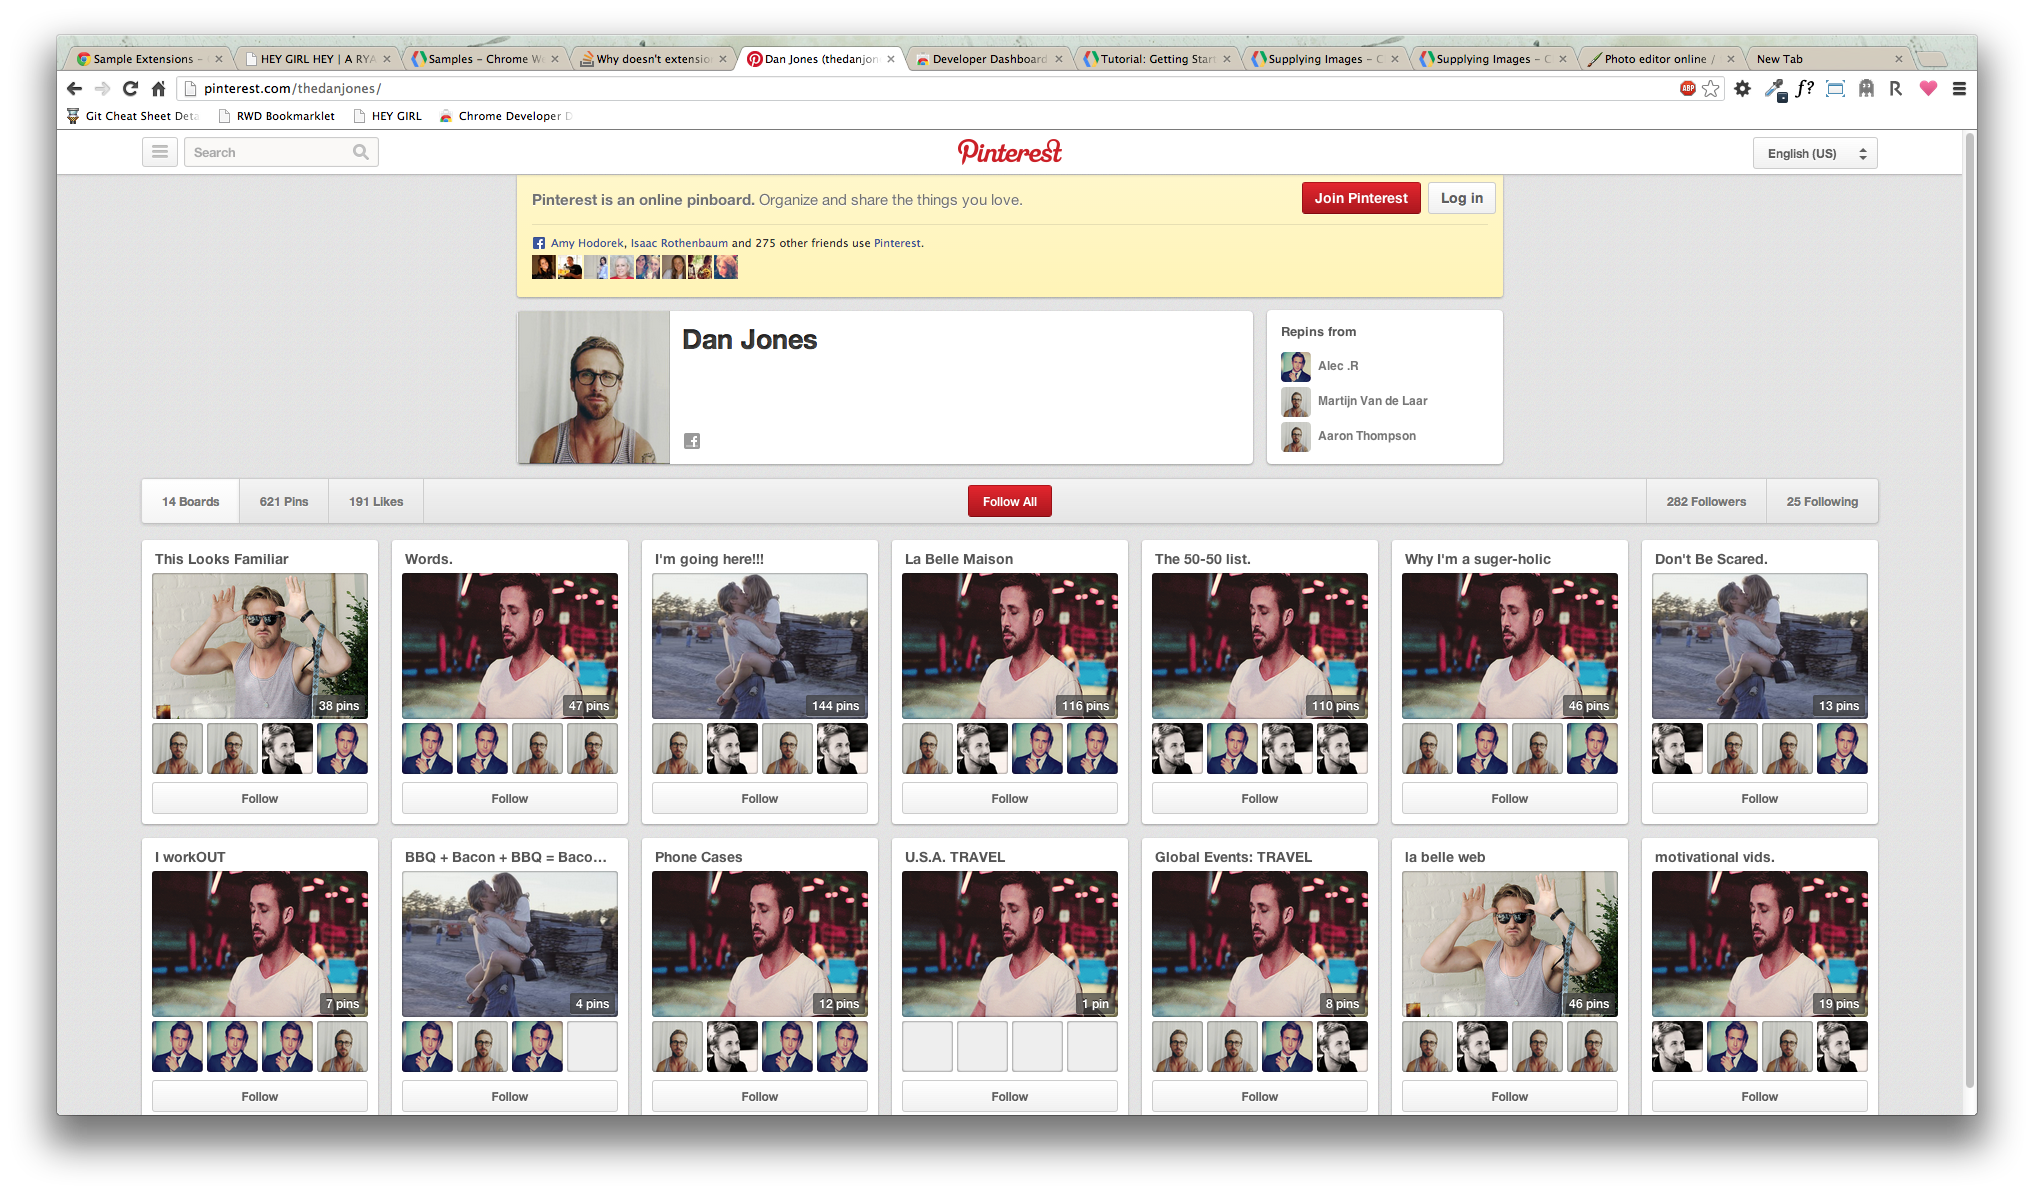 Sample Extensions –
HEY GIRL HEY | A RYA
Samples – Chrome We
Why doesn't extensio
Dan Jones (thedanjon
Developer Dashboard
Tutorial: Getting Start
Supplying Images – C
Supplying Images – C
Photo editor online /
New Tab
pinterest.com/thedanjones/
ABP
f?
R
Git Cheat Sheet Deta
RWD Bookmarklet
HEY GIRL
Chrome Developer D
Search
Pinterest
English (US)
Pinterest is an online pinboard. Organize and share the things you love.
Join Pinterest
Log in
Amy Hodorek, Isaac Rothenbaum and 275 other friends use Pinterest.
Dan Jones
Repins from
Alec .R
Martijn Van de Laar
Aaron Thompson
14 Boards
621 Pins
191 Likes
Follow All
282 Followers
25 Following
This Looks Familiar
38 pins
Follow
Words.
47 pins
Follow
I'm going here!!!
144 pins
Follow
La Belle Maison
116 pins
Follow
The 50-50 list.
110 pins
Follow
Why I'm a suger-holic
46 pins
Follow
Don't Be Scared.
13 pins
Follow
I workOUT
7 pins
Follow
BBQ + Bacon + BBQ = Baco...
4 pins
Follow
Phone Cases
12 pins
Follow
U.S.A. TRAVEL
1 pin
Follow
Global Events: TRAVEL
8 pins
Follow
la belle web
46 pins
Follow
motivational vids.
19 pins
Follow